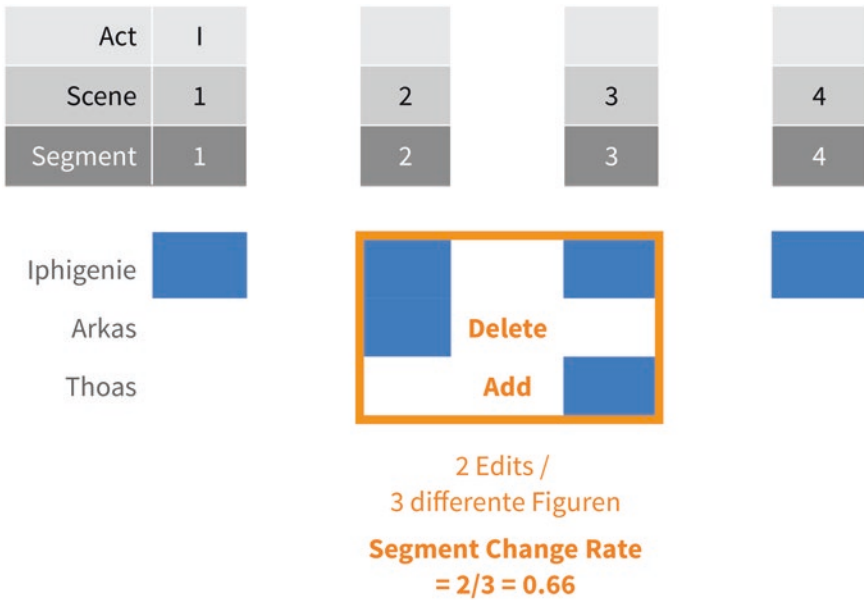 Act I
Scene 1 2 3 4
Segment 1 2 3 4
Iphigenie
Arkas Delete
Thoas Add
2 Edits /
3 differente Figuren
Segment Change Rate
= 2/3 = 0.66